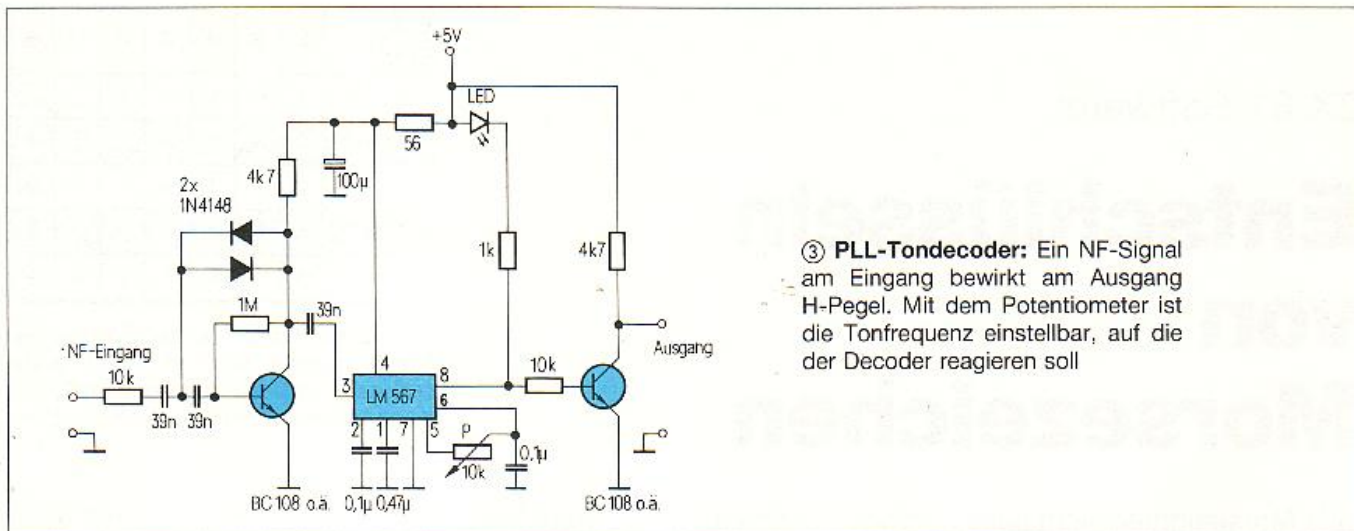 +5V
LED
56
4k7
100µ
2x
1N4148
1k
4k7
1M
39n
NF-Eingang
10k
39n
39n
3
4
LM 567
8
6
5
2
1
7
P
10k
10k
0,1µ
Ausgang
BC 108 o.ä.
0,1µ
0,47µ
BC 108 o.ä.
③ PLL-Tondecoder: Ein NF-Signal
am Eingang bewirkt am Ausgang
H-Pegel. Mit dem Potentiometer ist
die Tonfrequenz einstellbar, auf die
der Decoder reagieren soll